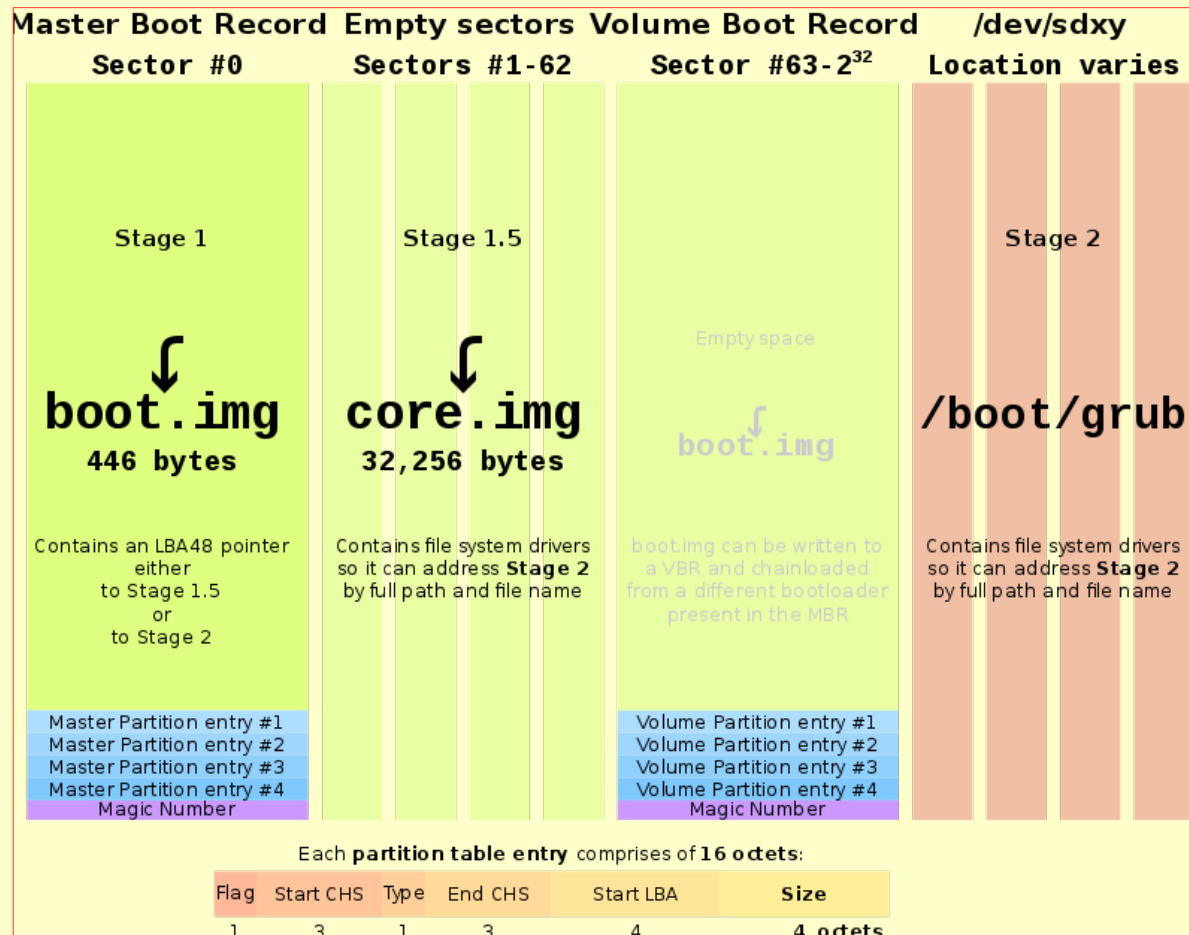 Master Boot Record
Sector #0
Stage 1
boot.img
446 bytes
Contains an LBA48 pointer
either
to Stage 1.5
or
to Stage 2
Master Partition entry #1
Master Partition entry #2
Master Partition entry #3
Master Partition entry #4
Magic Number
Empty sectors
Sectors #1-62
Stage 1.5
core.img
32,256 bytes
Contains file system drivers
so it can address Stage 2
by full path and file name
Volume Boot Record
Sector #63-2³²
Empty space
boot.img
boot.img can be written to
a VBR and chainloaded
from a different bootloader
present in the MBR
Volume Partition entry #1
Volume Partition entry #2
Volume Partition entry #3
Volume Partition entry #4
Magic Number
/dev/sdxy
Location varies
Stage 2
/boot/grub
Contains file system drivers
so it can address Stage 2
by full path and file name
Each partition table entry comprises of 16 octets:
Flag Start CHS Type End CHS Start LBA Size
1 3 1 3 4 4 octets